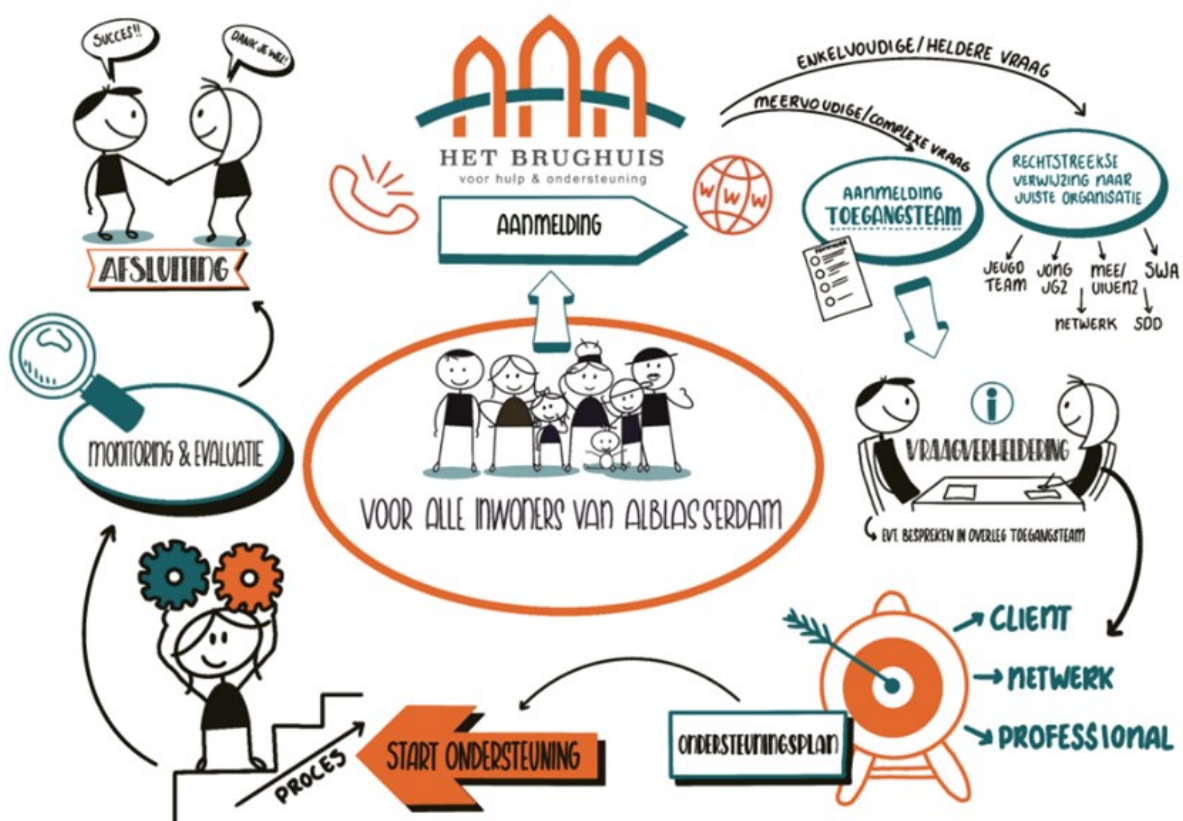 SUCCES!!
DANK JE WEL!
HET BRUGHUIS
voor hulp & ondersteuning
AANMELDING
WWW
ENKELVOUDIGE/HELDERE VRAAG
MEERVOUDIGE/COMPLEXE VRAAG
AANMELDING
TOEGANGSTEAM
RECHTSTREEKSE
VERWIJZING NAAR
JUISTE ORGANISATIE
JEUGD
TEAM
JONG
JGZ
MEE/
VIVENZ
SWA
NETWERK
SDD
VRAAGVERHELDERING
EVT. BESPREKEN IN OVERLEG TOEGANGSTEAM
CLIENT
NETWERK
PROFESSIONAL
ONDERSTEUNINGSPLAN
START ONDERSTEUNING
PROCES
MONITORING & EVALUATIE
AFSLUITING
VOOR ALLE INWONERS VAN ALBLASSERDAM